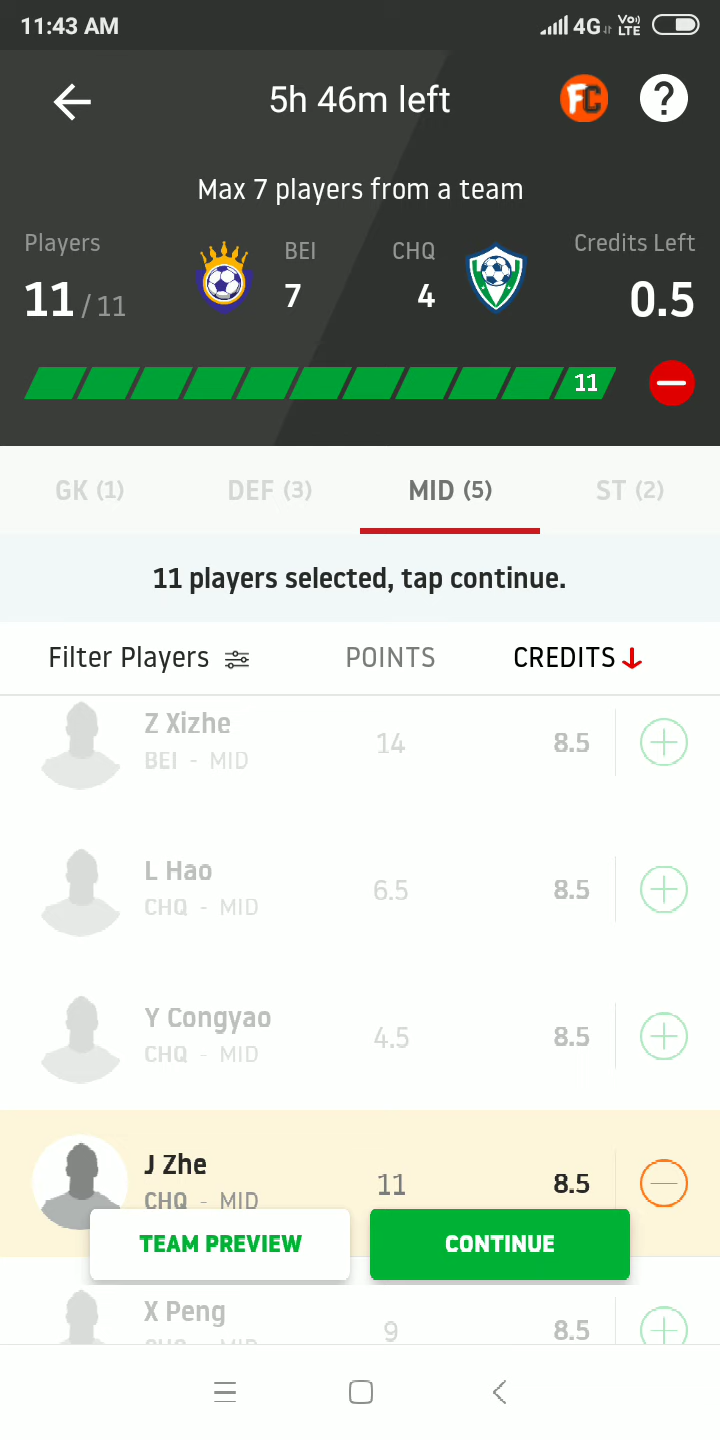 11:43 AM 4G Vo) LTE
5h 46m left FC ?
Max 7 players from a team
Players BEI CHQ Credits Left
11 / 11 7 4 0.5
11
GK (1) DEF (3) MID (5) ST (2)
11 players selected, tap continue.
Filter Players POINTS CREDITS
Z Xizhe 14 8.5
BEI - MID
L Hao 6.5 8.5
CHQ - MID
Y Congyao 4.5 8.5
CHQ - MID
J Zhe 11 8.5
CHQ - MID
TEAM PREVIEW CONTINUE
X Peng 9 8.5